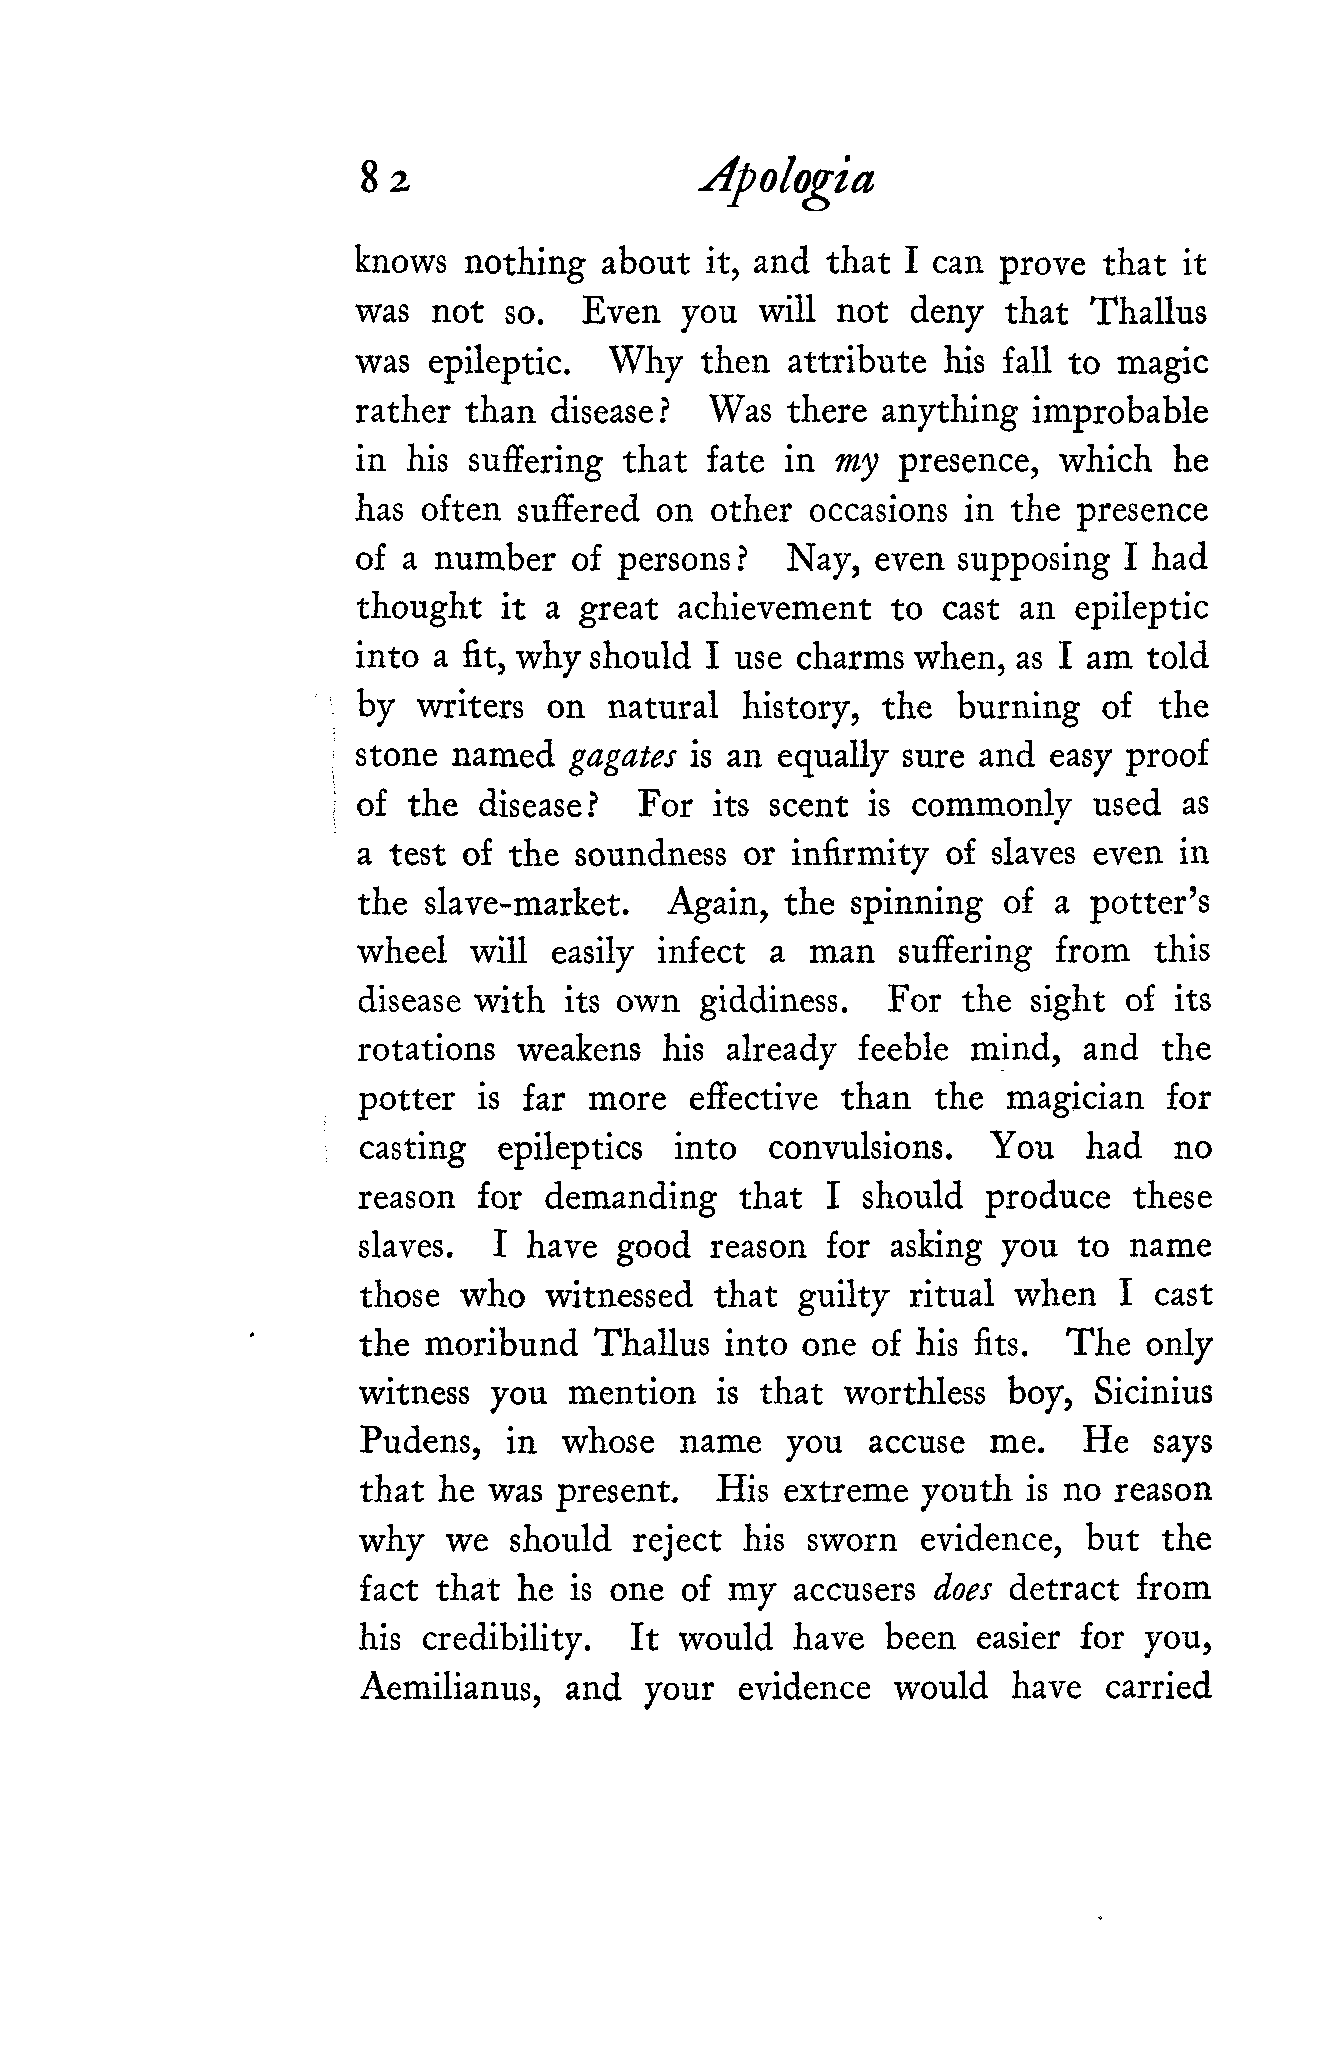 82 Apologia
knows nothing about it, and that I can prove that it
was not so. Even you will not deny that Thallus
was epileptic. Why then attribute his fall to magic
rather than disease? Was there anything improbable
in his suffering that fate in my presence, which he
has often suffered on other occasions in the presence
of a number of persons? Nay, even supposing I had
thought it a great achievement to cast an epileptic
into a fit, why should I use charms when, as I am told
by writers on natural history, the burning of the
stone named gagates is an equally sure and easy proof
of the disease? For its scent is commonly used as
a test of the soundness or infirmity of slaves even in
the slave-market. Again, the spinning of a potter's
wheel will easily infect a man suffering from this
disease with its own giddiness. For the sight of its
rotations weakens his already feeble mind, and the
potter is far more effective than the magician for
casting epileptics into convulsions. You had no
reason for demanding that I should produce these
slaves. I have good reason for asking you to name
those who witnessed that guilty ritual when I cast
the moribund Thallus into one of his fits. The only
witness you mention is that worthless boy, Sicinius
Pudens, in whose name you accuse me. He says
that he was present. His extreme youth is no reason
why we should reject his sworn evidence, but the
fact that he is one of my accusers does detract from
his credibility. It would have been easier for you,
Aemilianus, and your evidence would have carried